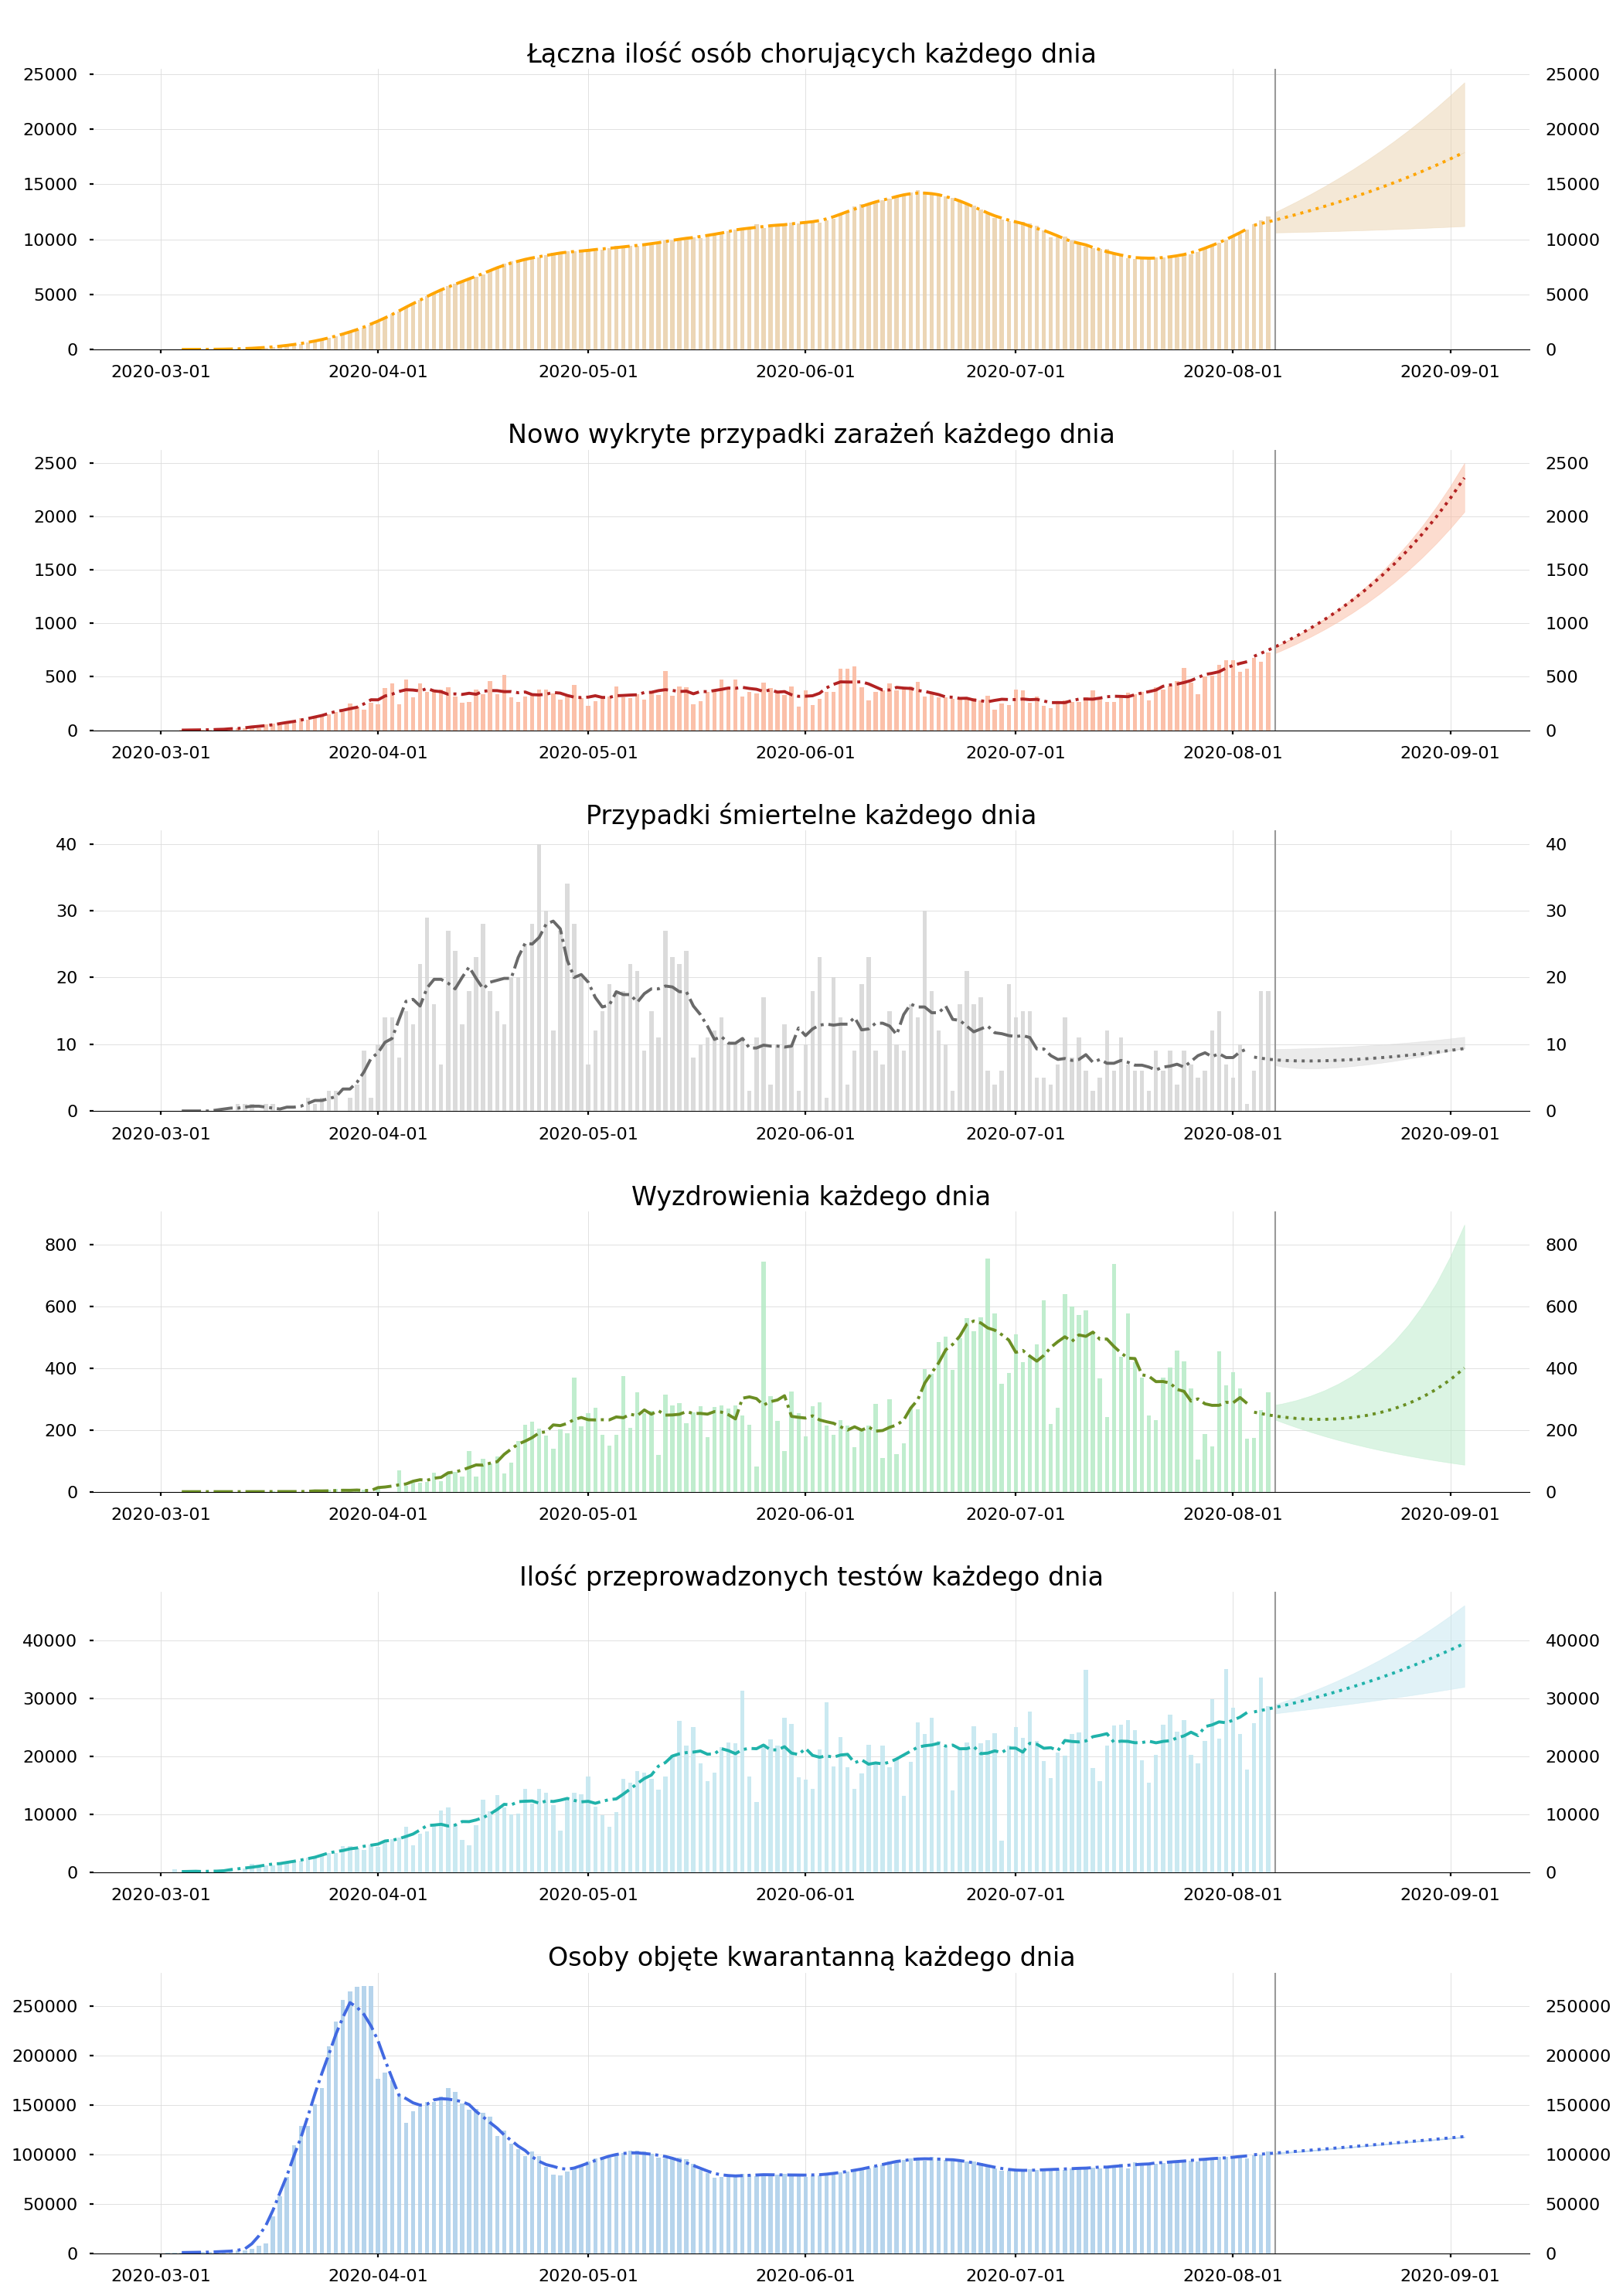 Łączna ilość osób chorujących każdego dnia
25000 25000
20000 20000
15000 15000
10000 10000
5000 5000
0 0
2020-03-01 2020-04-01 2020-05-01 2020-06-01 2020-07-01 2020-08-01 2020-09-01
Nowo wykryte przypadki zarażeń każdego dnia
2500 2500
2000 2000
1500 1500
1000 1000
500 500
0 0
2020-03-01 2020-04-01 2020-05-01 2020-06-01 2020-07-01 2020-08-01 2020-09-01
Przypadki śmiertelne każdego dnia
40 40
30 30
20 20
10 10
0 0
2020-03-01 2020-04-01 2020-05-01 2020-06-01 2020-07-01 2020-08-01 2020-09-01
Wyzdrowienia każdego dnia
800 800
600 600
400 400
200 200
0 0
2020-03-01 2020-04-01 2020-05-01 2020-06-01 2020-07-01 2020-08-01 2020-09-01
Ilość przeprowadzonych testów każdego dnia
40000 40000
30000 30000
20000 20000
10000 10000
0 0
2020-03-01 2020-04-01 2020-05-01 2020-06-01 2020-07-01 2020-08-01 2020-09-01
Osoby objęte kwarantanną każdego dnia
250000 250000
200000 200000
150000 150000
100000 100000
50000 50000
0 0
2020-03-01 2020-04-01 2020-05-01 2020-06-01 2020-07-01 2020-08-01 2020-09-01